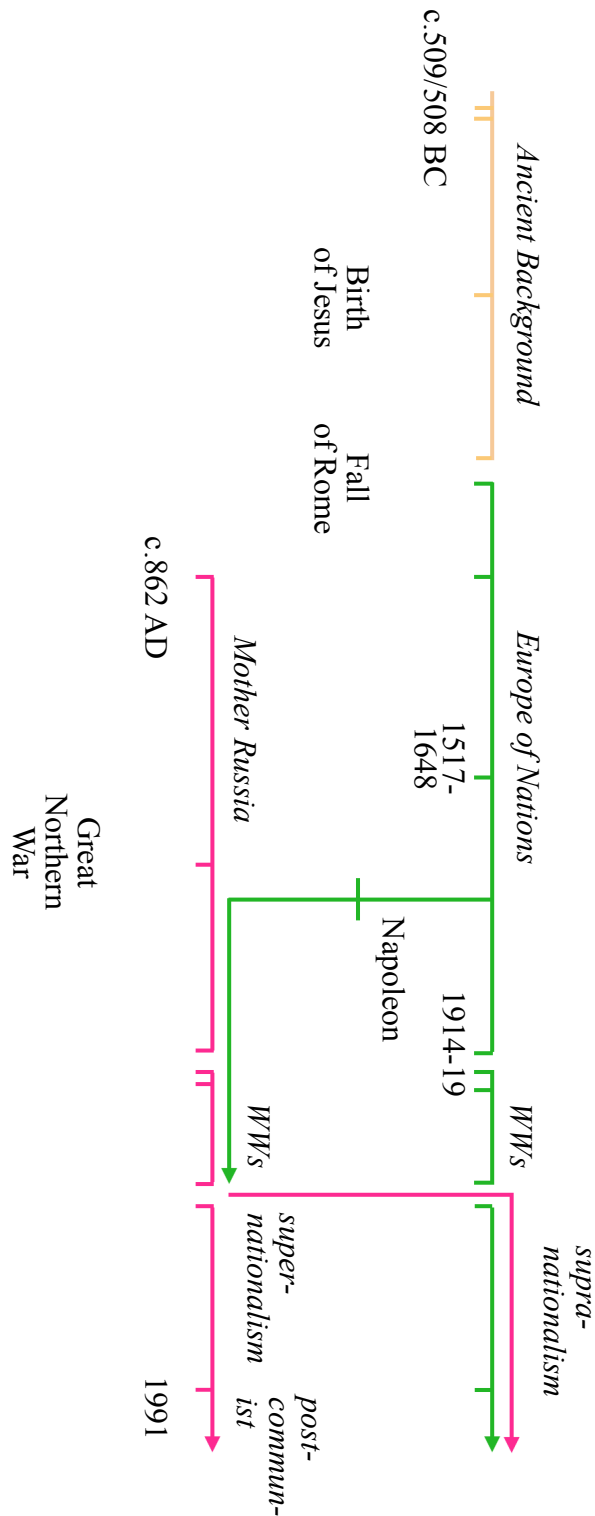 Ancient Background
c.509/508 BC
Birth
of Jesus
Fall
of Rome
Europe of Nations
1517-
1648
1914-19
WWs
supra-
nationalism
Napoleon
Mother Russia
c.862 AD
Great
Northern
War
WWs
super-
nationalism
post-
commun-
ist
1991